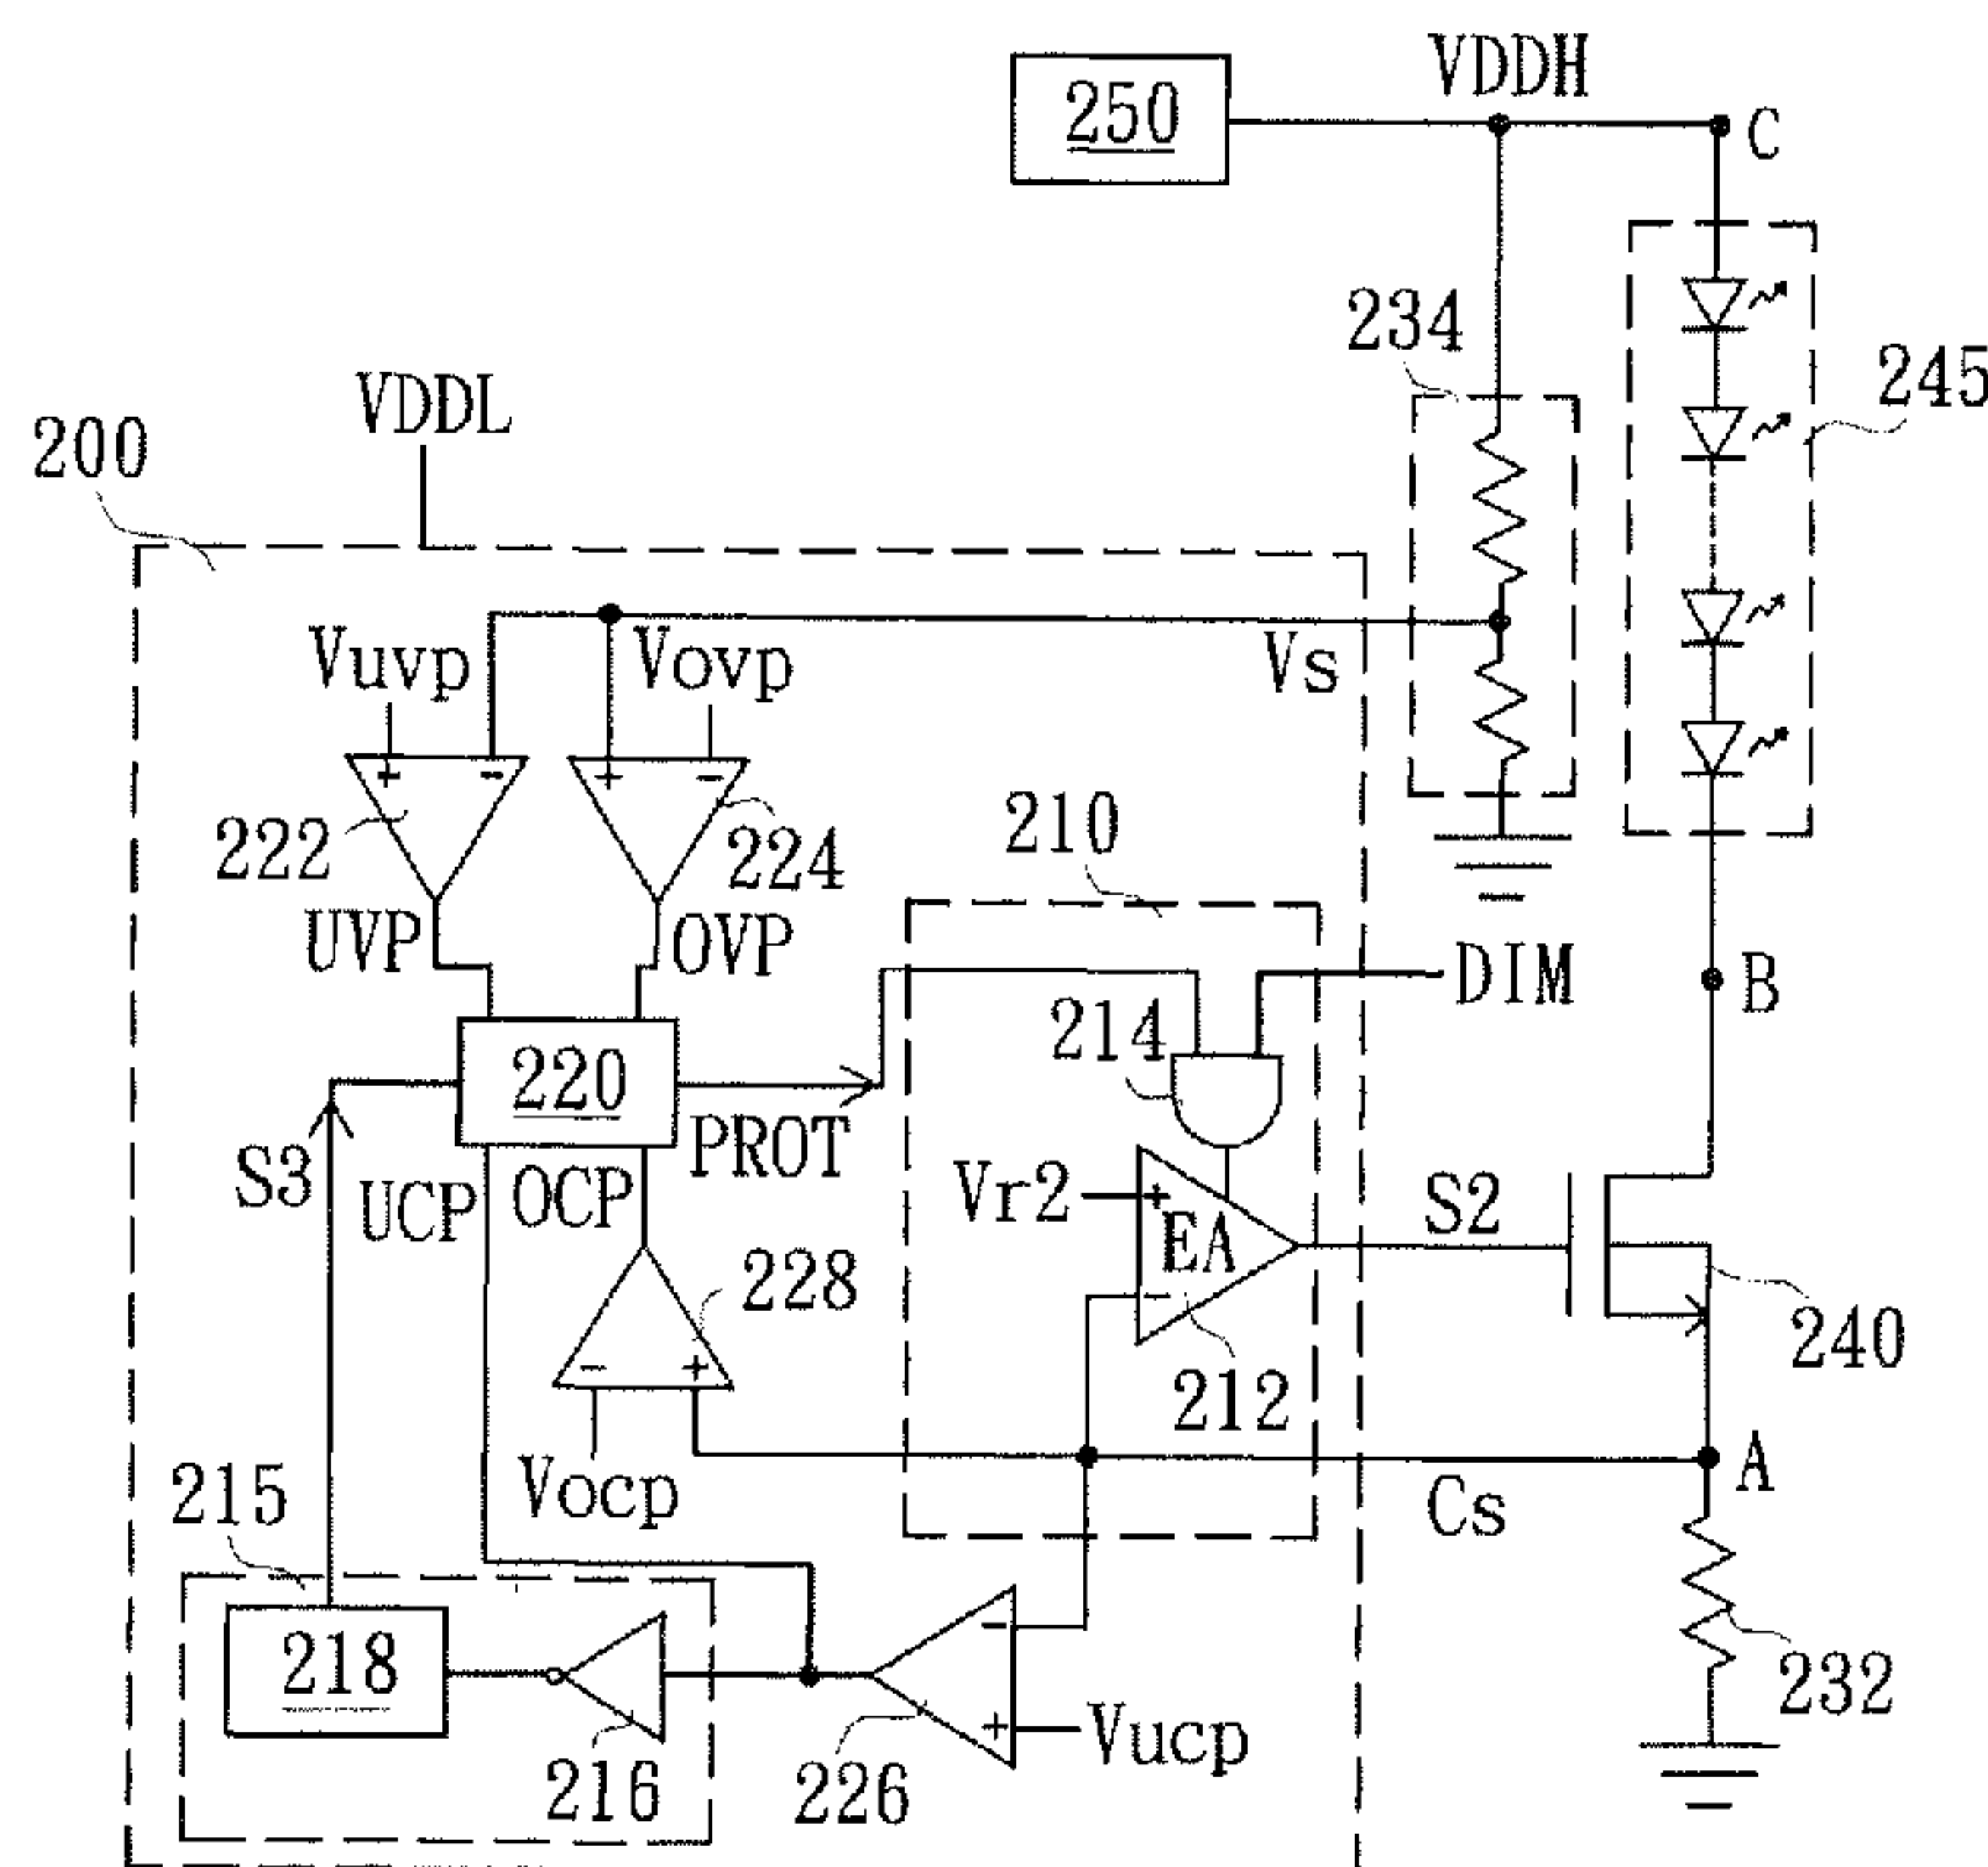 VDDH
250
C
234
245
VDDL
200
Vuvp
Vovp
Vs
+
-
+
-
222
224
210
UVP
OVP
DIM
B
214
220
PROT
S3
UCP
OCP
Vr2
+
EA
-
S2
228
240
212
-
+
Vocp
Cs
A
215
218
216
-
+
226
Vucp
232